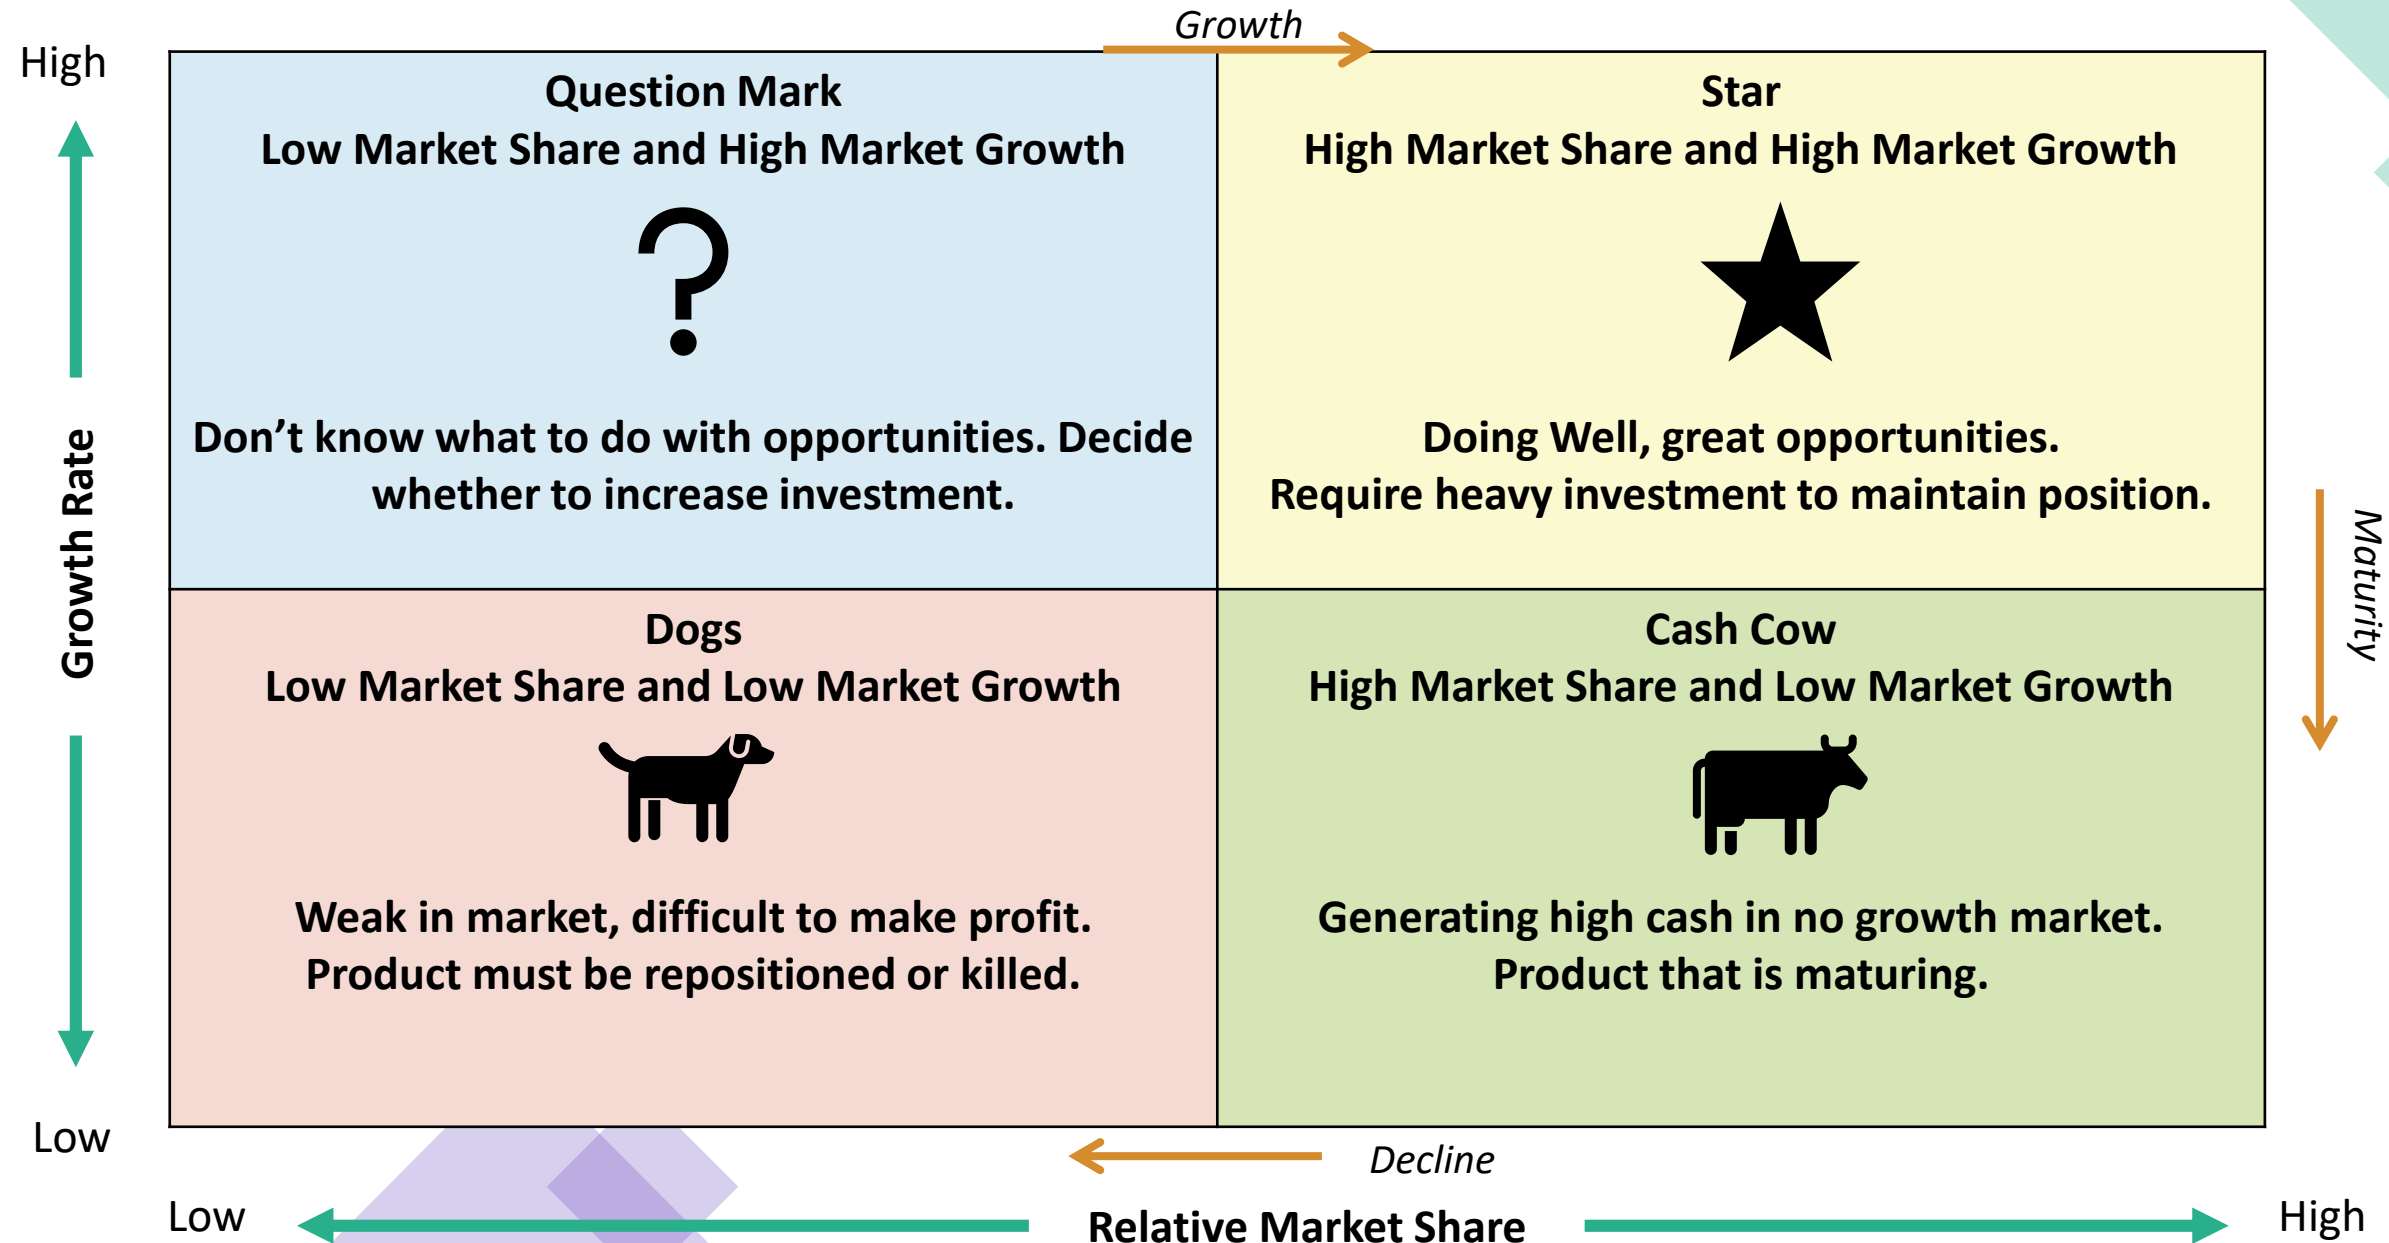 Growth
High
Question Mark
Low Market Share and High Market Growth
Don’t know what to do with opportunities. Decide
whether to increase investment.
Star
High Market Share and High Market Growth
Doing Well, great opportunities.
Require heavy investment to maintain position.
Growth Rate
Maturity
Dogs
Low Market Share and Low Market Growth
Weak in market, difficult to make profit.
Product must be repositioned or killed.
Cash Cow
High Market Share and Low Market Growth
Generating high cash in no growth market.
Product that is maturing.
Low
Decline
Low
Relative Market Share
High